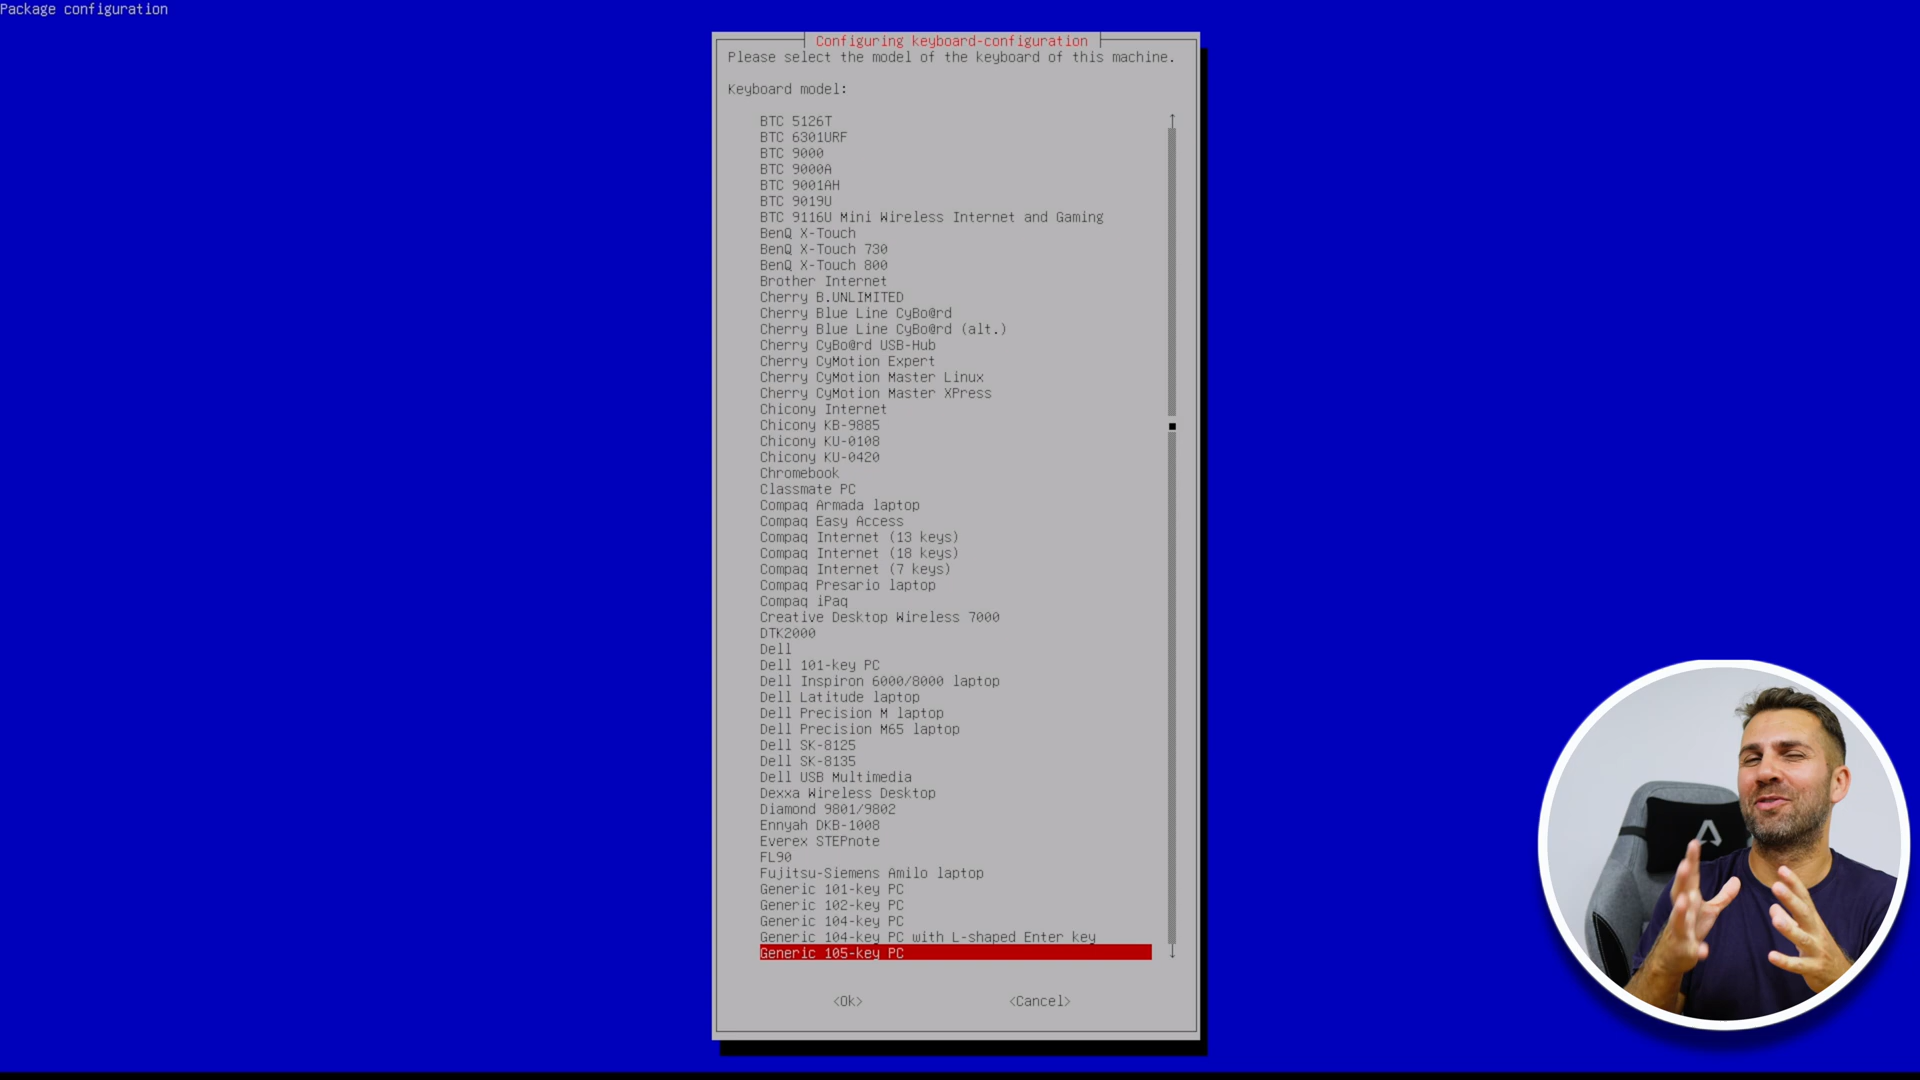 Package configuration
Configuring keyboard-configuration
Please select the model of the keyboard of this machine.
Keyboard model:
BTC 5126T
BTC 6301URF
BTC 9000
BTC 9000A
BTC 9001AH
BTC 9019U
BTC 9116U Mini Wireless Internet and Gaming
BenQ X-Touch
BenQ X-Touch 730
BenQ X-Touch 800
Brother Internet
Cherry B.UNLIMITED
Cherry Blue Line CyBo@rd
Cherry Blue Line CyBo@rd (alt.)
Cherry CyBo@rd USB-Hub
Cherry CyMotion Expert
Cherry CyMotion Master Linux
Cherry CyMotion Master XPress
Chicony Internet
Chicony KB-9885
Chicony KU-0108
Chicony KU-0420
Chromebook
Classmate PC
Compaq Armada laptop
Compaq Easy Access
Compaq Internet (13 keys)
Compaq Internet (18 keys)
Compaq Internet (7 keys)
Compaq Presario laptop
Compaq iPaq
Creative Desktop Wireless 7000
DTK2000
Dell
Dell 101-key PC
Dell Inspiron 6000/8000 laptop
Dell Latitude laptop
Dell Precision M laptop
Dell Precision M65 laptop
Dell SK-8125
Dell SK-8135
Dell USB Multimedia
Dexxa Wireless Desktop
Diamond 9801/9802
Ennyah DKB-1008
Everex STEPnote
FL90
Fujitsu-Siemens Amilo laptop
Generic 101-key PC
Generic 102-key PC
Generic 104-key PC
Generic 104-key PC with L-shaped Enter key
Generic 105-key PC
<Ok> <Cancel>